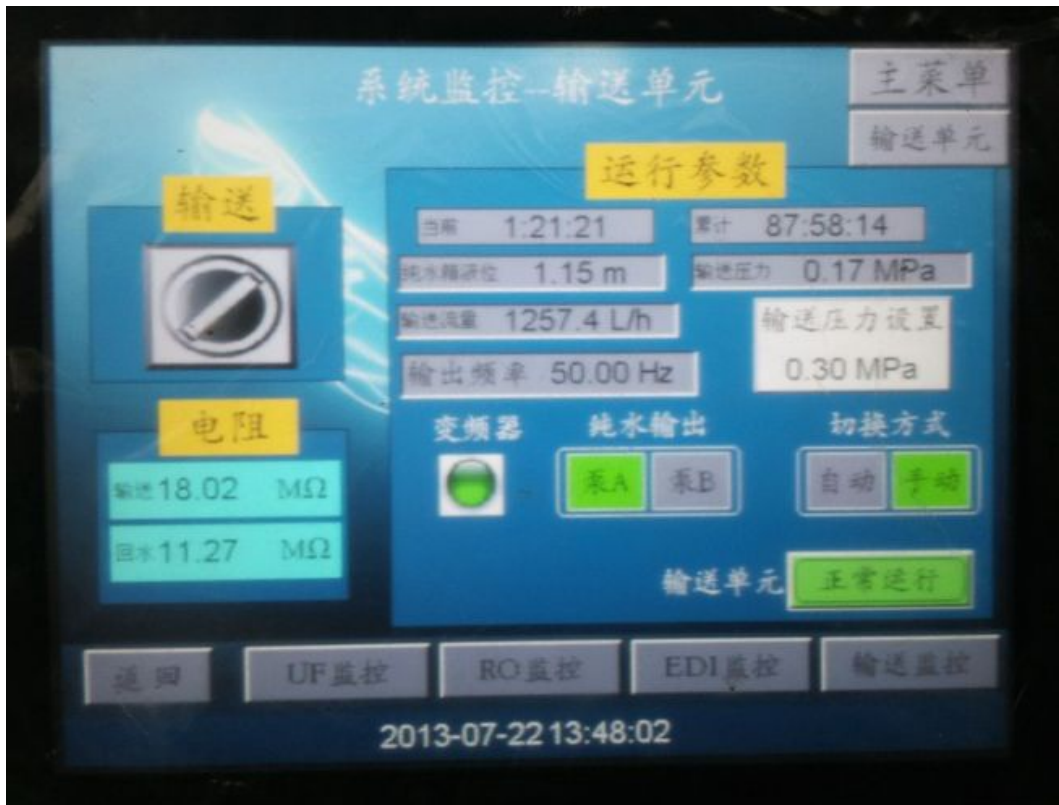 系统监控--输送单元
主菜单
输送单元
输送
运行参数
当前 1:21:21
累计 87:58:14
纯水箱液位 1.15 m
输送压力 0.17 MPa
输送流量 1257.4 L/h
输送压力设置
0.30 MPa
输出频率 50.00 Hz
电阻
输送18.02 MΩ
回水11.27 MΩ
变频器
纯水输出
切换方式
泵A
泵B
自动
手动
输送单元
正常运行
返回
UF监控
RO监控
EDI监控
输送监控
2013-07-22 13:48:02